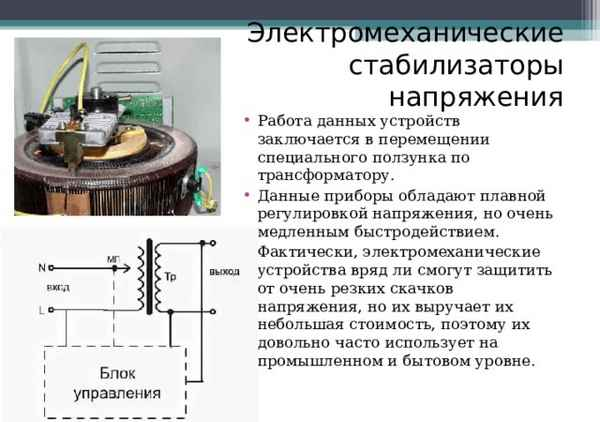 Электромеханические
стабилизаторы
напряжения
• Работа данных устройств
заключается в перемещении
специального ползунка по
трансформатору.
• Данные приборы обладают плавной
регулировкой напряжения, но очень
медленным быстродействием.
Фактически, электромеханические
устройства вряд ли смогут защитить
от очень резких скачков
напряжения, но их выручает их
небольшая стоимость, поэтому их
довольно часто использует на
промышленном и бытовом уровне.
N
МП
Тр
выход
вход
L
Блок
управления